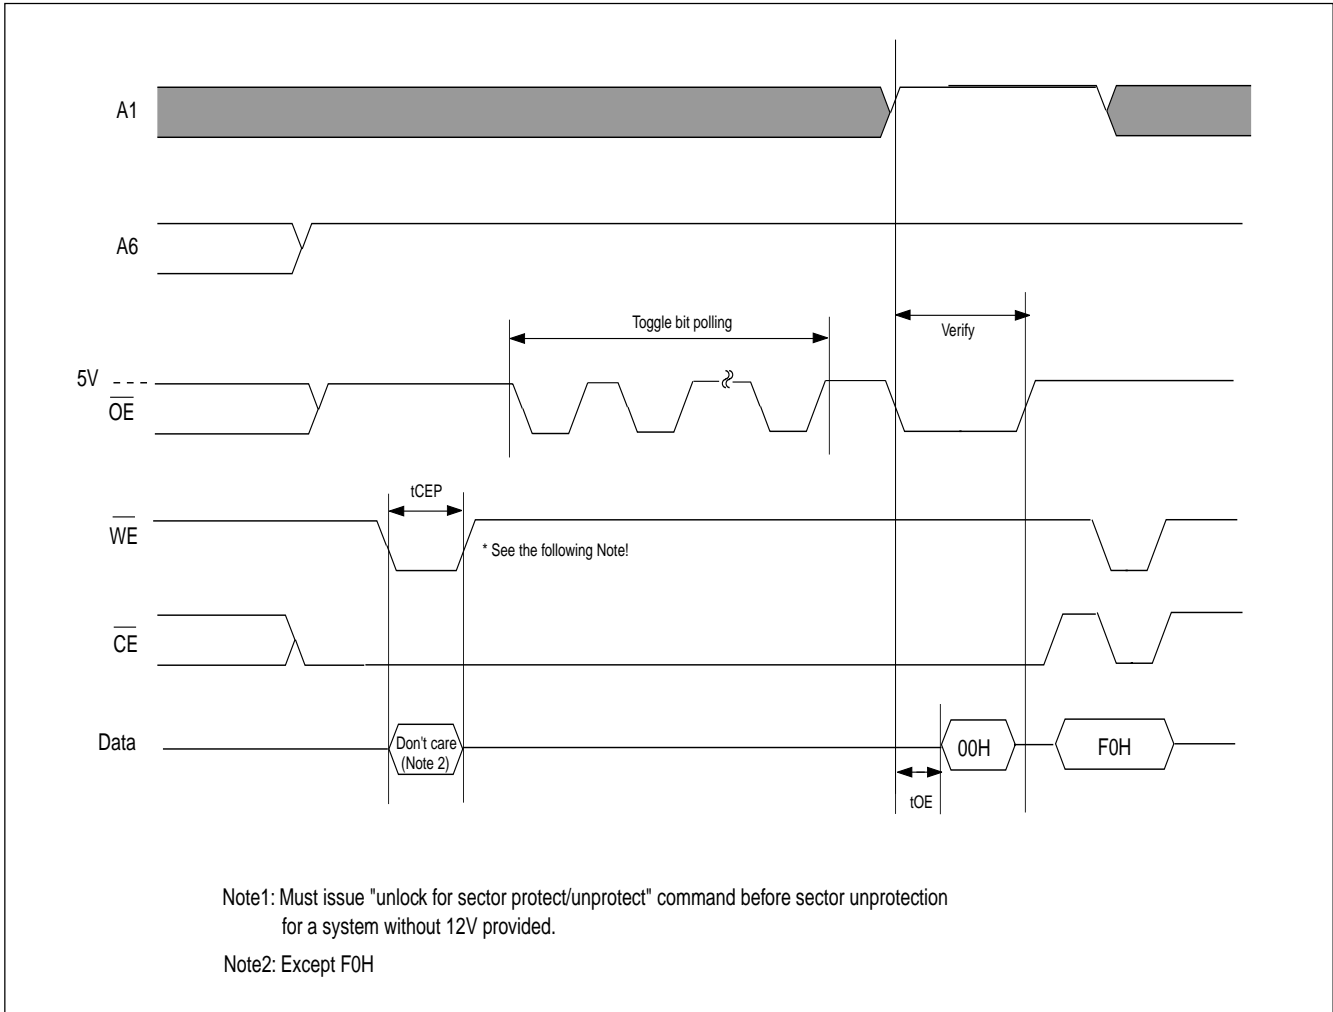 A1
A6
Toggle bit polling
Verify
5V
OE
tCEP
WE
* See the following Note!
CE
Data
Don't care
(Note 2)
00H
F0H
tOE
Note1: Must issue "unlock for sector protect/unprotect" command before sector unprotection
for a system without 12V provided.
Note2: Except F0H